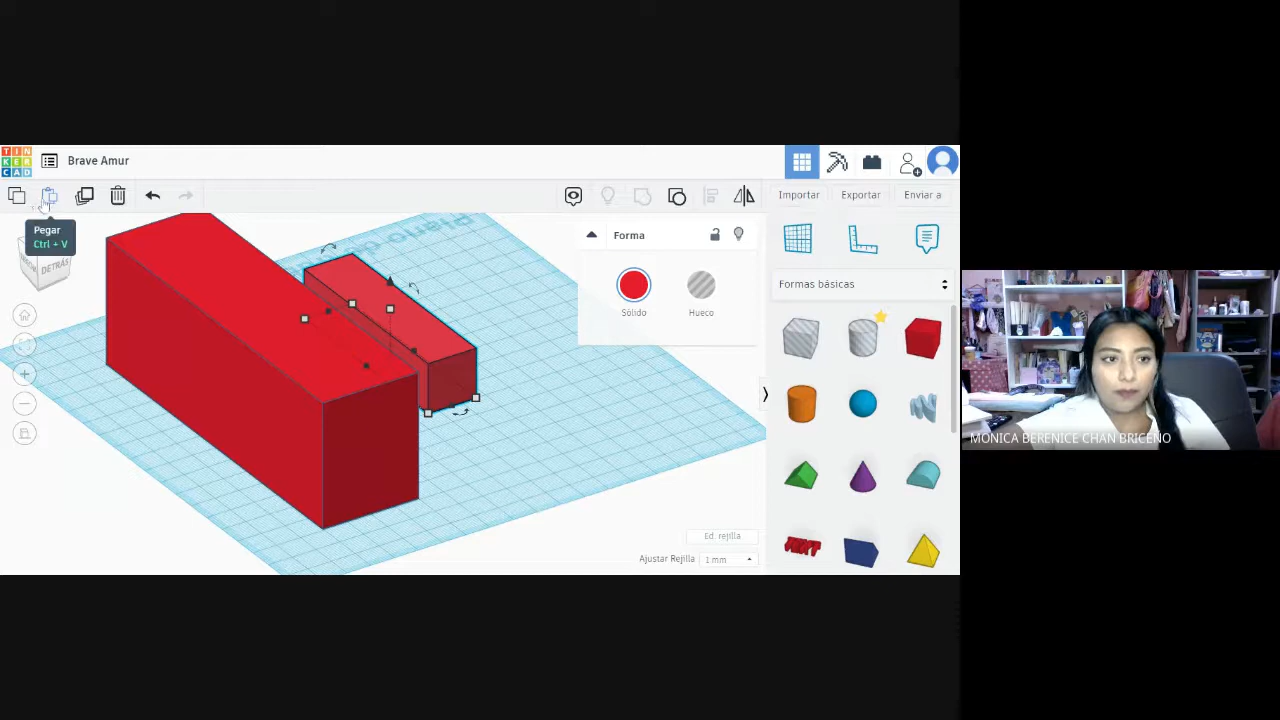 TIN
KER
CAD
Brave Amur
Importar
Exportar
Enviar a
Pegar
Ctrl + V
DETRÁS
Forma
Sólido
Hueco
Formas básicas
Ed. rejilla
Ajustar Rejilla
1 mm
MONICA BERENICE CHAN BRICEÑO